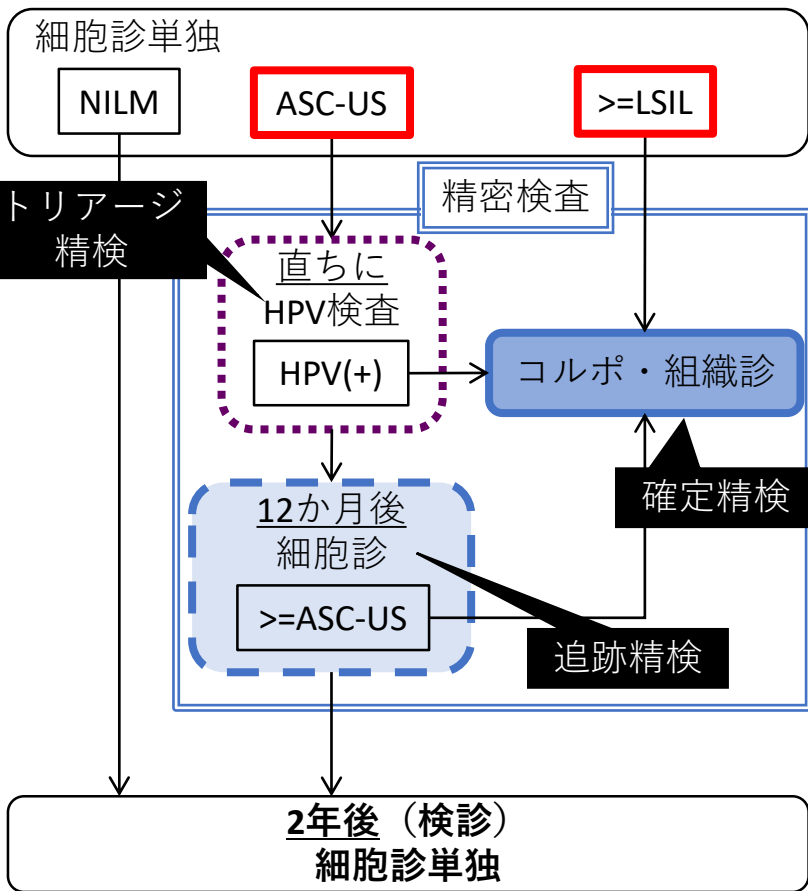 細胞診単独
NILM
ASC-US
>=LSIL
トリアージ
精検
精密検査
直ちに
HPV検査
HPV(+)
コルポ・組織診
確定精検
12か月後
細胞診
>=ASC-US
追跡精検
2年後（検診）
細胞診単独